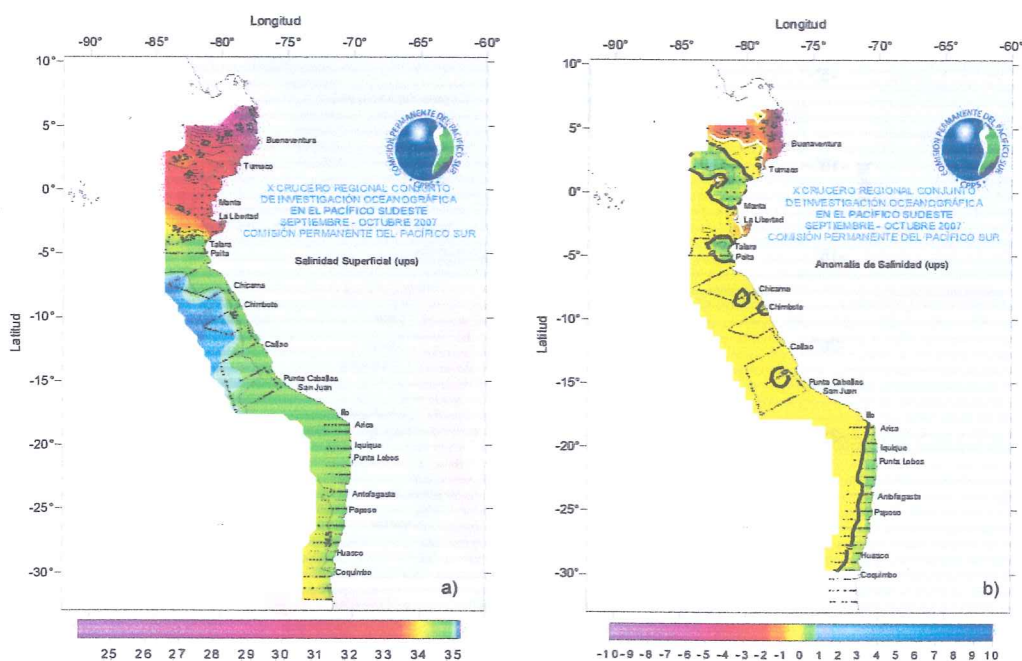 Longitud
-90° -85° -80° -75° -70° -65° -60°
10°
5°
0°
-5°
-10°
-15°
-20°
-25°
-30°
Latitud
COMISIÓN PERMANENTE DEL PACÍFICO SUR
CPPS
X CRUCERO REGIONAL CONJUNTO
DE INVESTIGACIÓN OCEANOGRÁFICA
EN EL PACÍFICO SUDESTE
SEPTIEMBRE - OCTUBRE 2007
COMISIÓN PERMANENTE DEL PACÍFICO SUR
Salinidad Superficial (ups)
Buenaventura
Tumaco
Manta
La Libertad
Talara
Paita
Chicama
Chimbote
Callao
Punta Caballas
San Juan
Ilo
Arica
Iquique
Punta Lobos
Antofagasta
Paposo
Huasco
Coquimbo
a)
25 26 27 28 29 30 31 32 33 34 35
Longitud
-90° -85° -80° -75° -70° -65° -60°
10°
5°
0°
-5°
-10°
-15°
-20°
-25°
-30°
Latitud
COMISIÓN PERMANENTE DEL PACÍFICO SUR
CPPS
X CRUCERO REGIONAL CONJUNTO
DE INVESTIGACIÓN OCEANOGRÁFICA
EN EL PACÍFICO SUDESTE
SEPTIEMBRE - OCTUBRE 2007
COMISIÓN PERMANENTE DEL PACÍFICO SUR
Anomalía de Salinidad (ups)
Buenaventura
Tumaco
Manta
La Libertad
Talara
Paita
Chicama
Chimbote
Callao
Punta Caballas
San Juan
Ilo
Arica
Iquique
Punta Lobos
Antofagasta
Paposo
Huasco
Coquimbo
b)
-10 -9 -8 -7 -6 -5 -4 -3 -2 -1 0 1 2 3 4 5 6 7 8 9 10